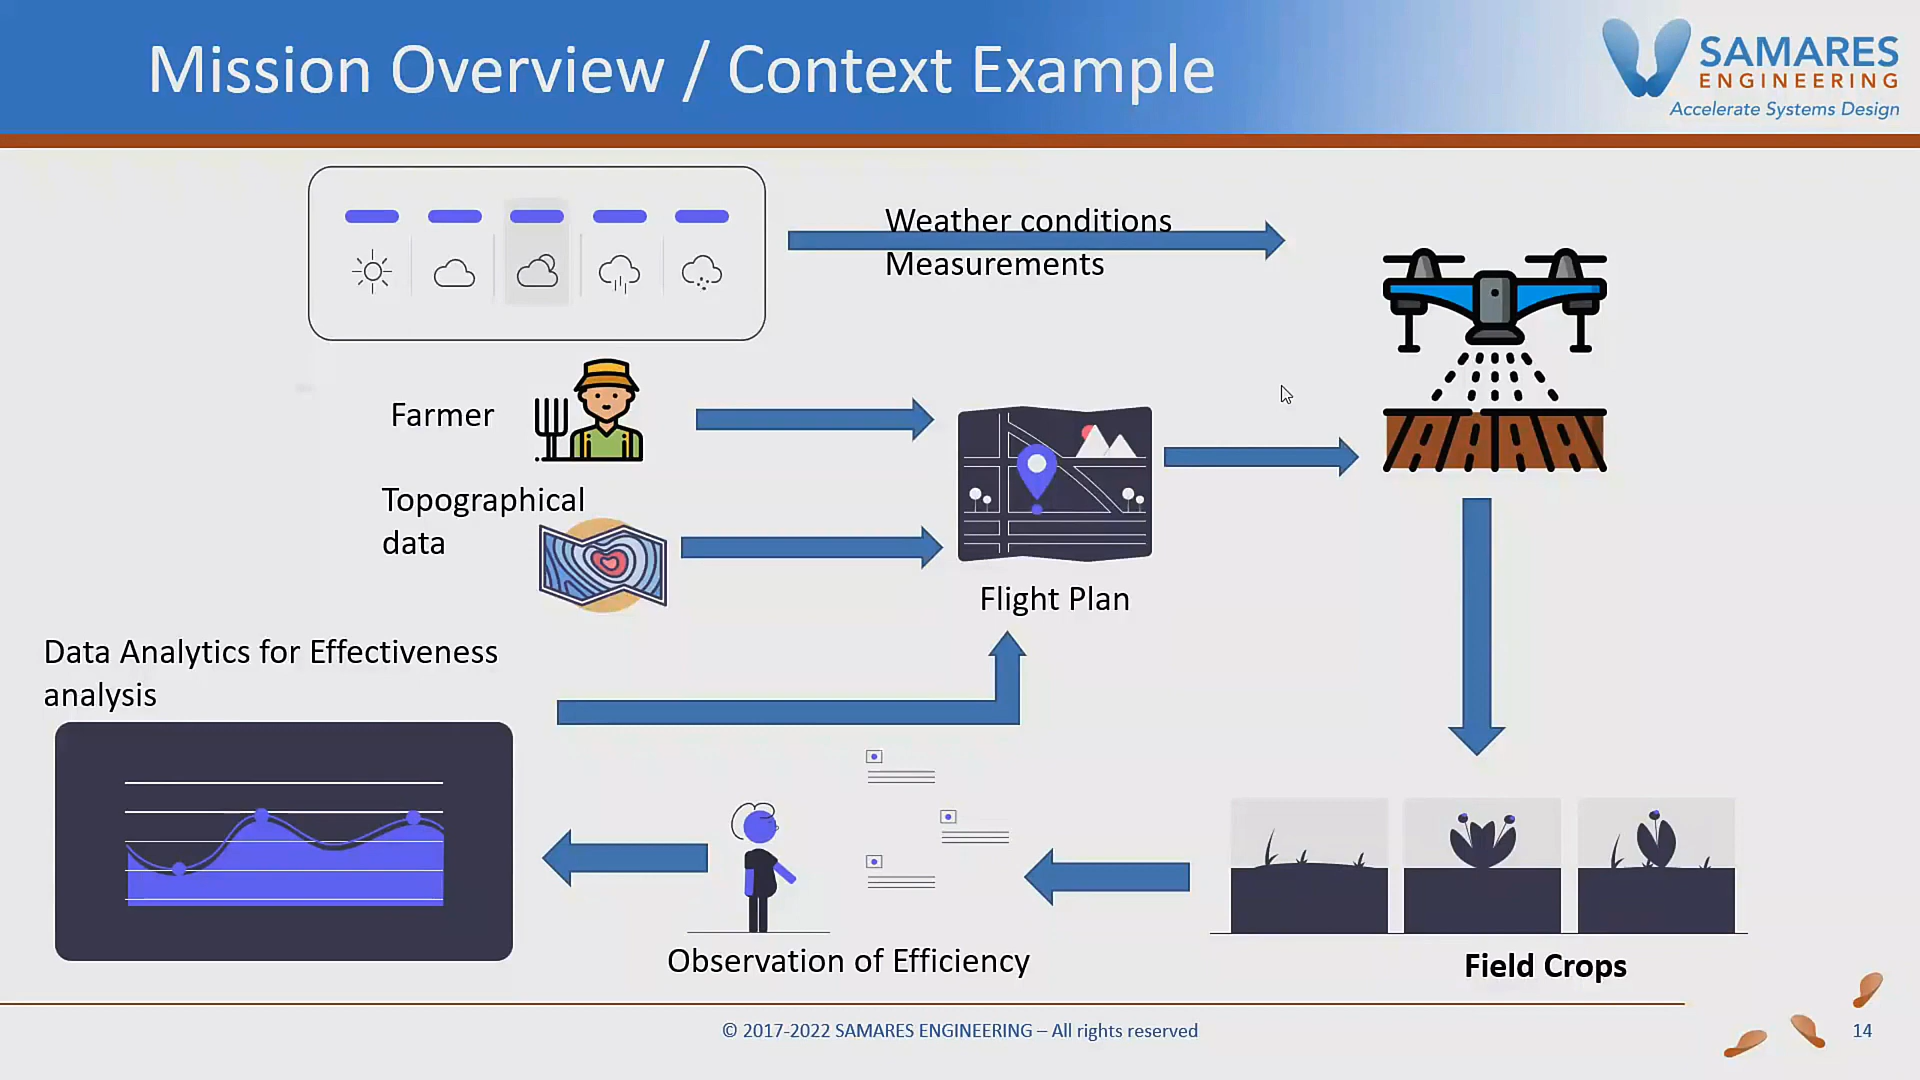 Mission Overview / Context Example
SAMARES
ENGINEERING
Accelerate Systems Design
Weather conditions
Measurements
Farmer
Topographical
data
Flight Plan
Data Analytics for Effectiveness
analysis
Observation of Efficiency
Field Crops
© 2017-2022 SAMARES ENGINEERING – All rights reserved
14